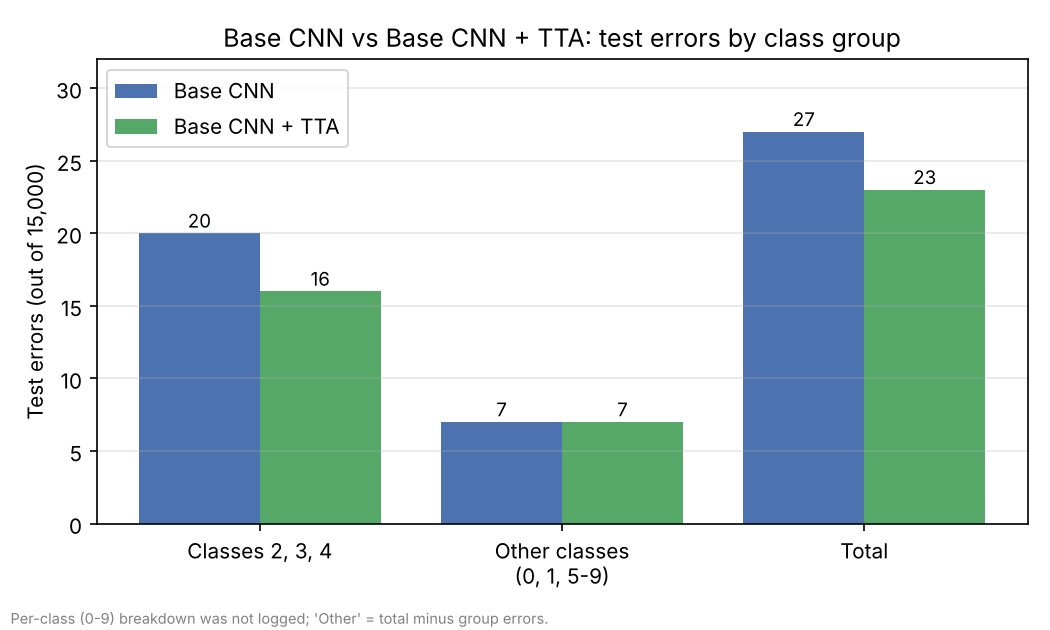 Base CNN vs Base CNN + TTA: test errors by class group
Base CNN
Base CNN + TTA
Test errors (out of 15,000)
30
25
20
15
10
5
0
20
16
7
7
27
23
Classes 2, 3, 4
Other classes
(0, 1, 5-9)
Total
Per-class (0-9) breakdown was not logged; 'Other' = total minus group errors.